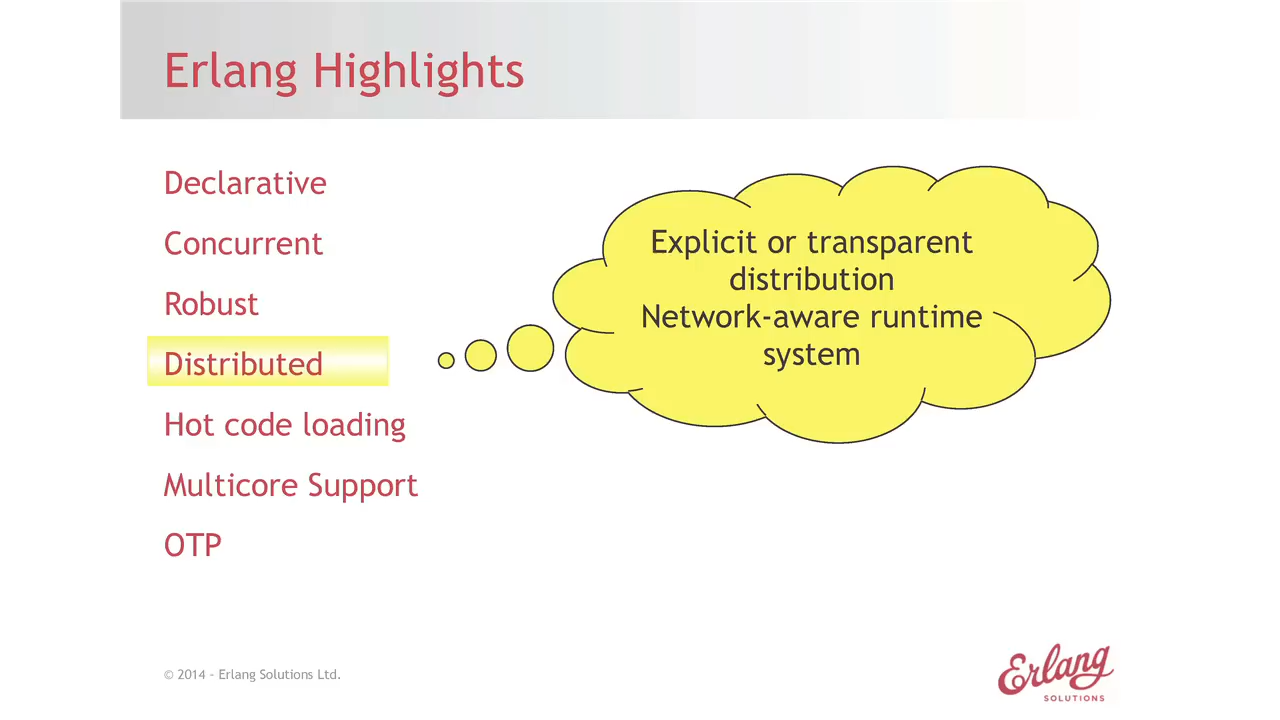 Erlang Highlights
Declarative
Concurrent
Robust
Distributed
Hot code loading
Multicore Support
OTP
Explicit or transparent
distribution
Network-aware runtime
system
© 2014 - Erlang Solutions Ltd.
Erlang
SOLUTIONS